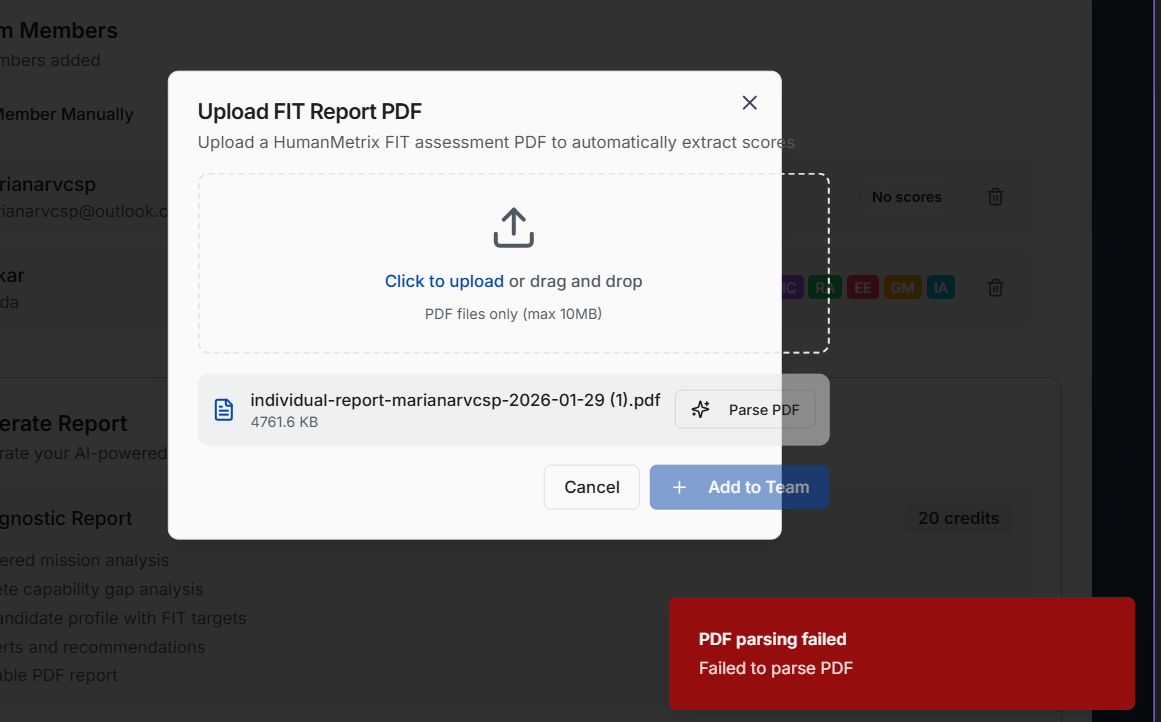 m Members
mbers added
Member Manually
Upload FIT Report PDF
Upload a HumanMetrix FIT assessment PDF to automatically extract scores
rianarvcsp
rianarvcsp@outlook.c
No scores
Click to upload or drag and drop
PDF files only (max 10MB)
kar
da
IC RA EE GM IA
individual-report-marianarvcsp-2026-01-29 (1).pdf
4761.6 KB
Parse PDF
Cancel
+ Add to Team
erate Report
rate your AI-powered
gnostic Report
20 credits
ered mission analysis
ete capability gap analysis
andidate profile with FIT targets
erts and recommendations
able PDF report
PDF parsing failed
Failed to parse PDF